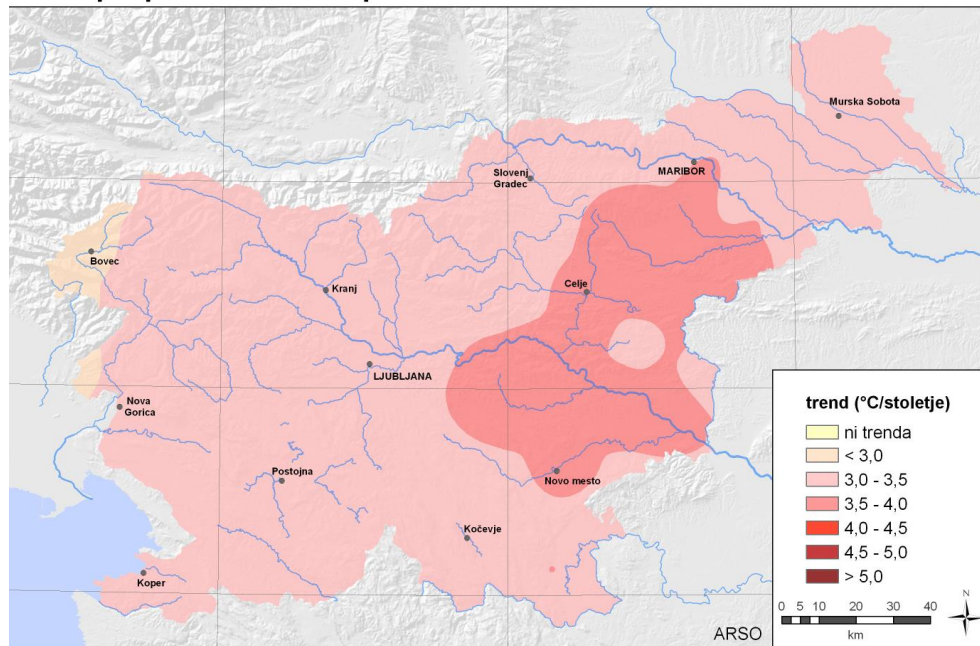 Murska Sobota
MARIBOR
Slovenj
Gradec
Bovec
Kranj
Celje
LJUBLJANA
Nova
Gorica
Postojna
Novo mesto
Kočevje
Koper
trend (°C/stoletje)
ni trenda
< 3,0
3,0 - 3,5
3,5 - 4,0
4,0 - 4,5
4,5 - 5,0
> 5,0
0 5 10 20 30 40
km
N
ARSO